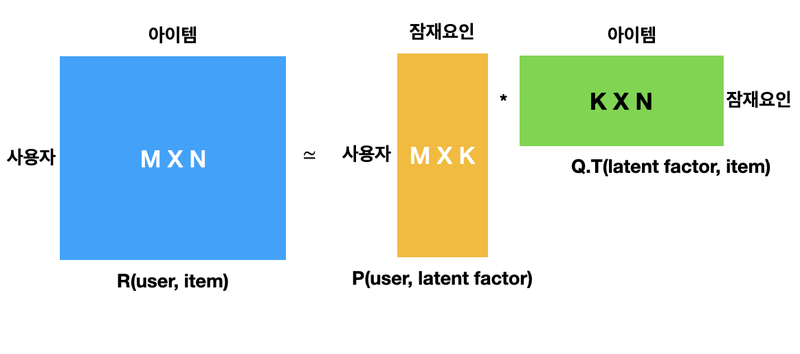 아이템
잠재요인
아이템
사용자
M X N
≃
사용자
M X K
*
K X N
잠재요인
Q.T(latent factor, item)
R(user, item)
P(user, latent factor)